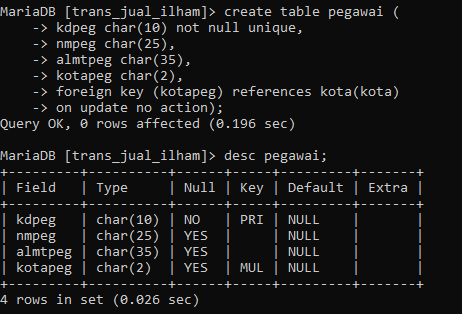 MariaDB [trans_jual_ilham]> create table pegawai (
    -> kdpeg char(10) not null unique,
    -> nmpeg char(25),
    -> almtpeg char(35),
    -> kotapeg char(2),
    -> foreign key (kotapeg) references kota(kota)
    -> on update no action);
Query OK, 0 rows affected (0.196 sec)

MariaDB [trans_jual_ilham]> desc pegawai;
+---------+----------+------+-----+---------+-------+
| Field   | Type     | Null | Key | Default | Extra |
+---------+----------+------+-----+---------+-------+
| kdpeg   | char(10) | NO   | PRI | NULL    |       |
| nmpeg   | char(25) | YES  |     | NULL    |       |
| almtpeg | char(35) | YES  |     | NULL    |       |
| kotapeg | char(2)  | YES  | MUL | NULL    |       |
+---------+----------+------+-----+---------+-------+
4 rows in set (0.026 sec)